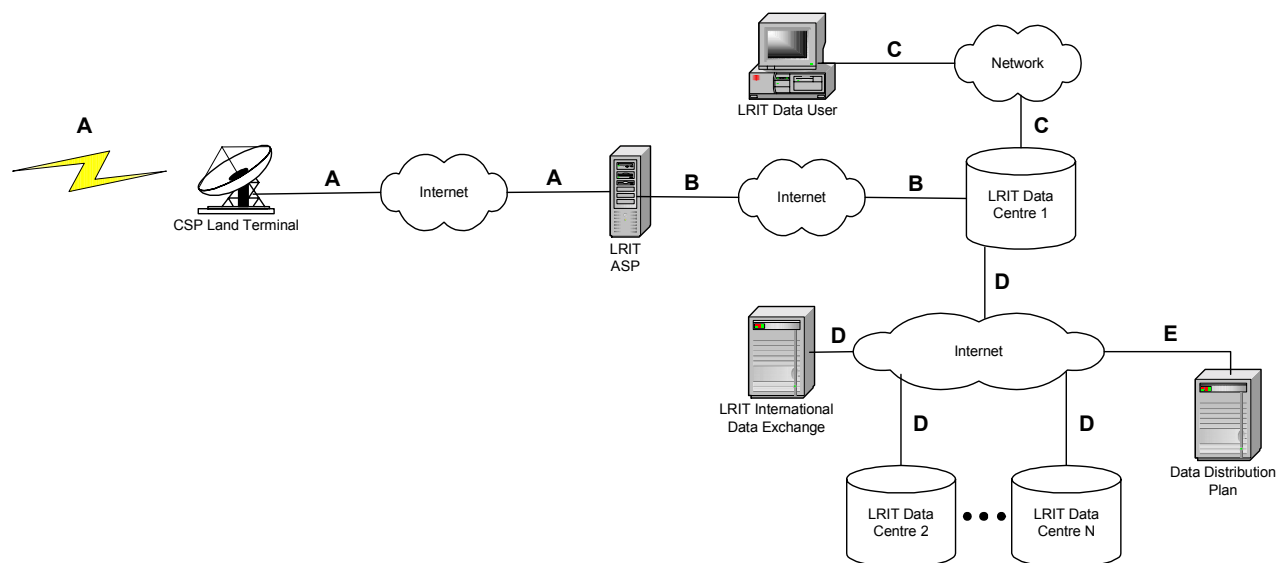 C
Network
LRIT Data User
C
A
A
Internet
A
B
Internet
B
LRIT Data
Centre 1
CSP Land Terminal
LRIT
ASP
D
D
Internet
E
LRIT International
Data Exchange
D
D
Data Distribution
Plan
LRIT Data
Centre 2
LRIT Data
Centre N